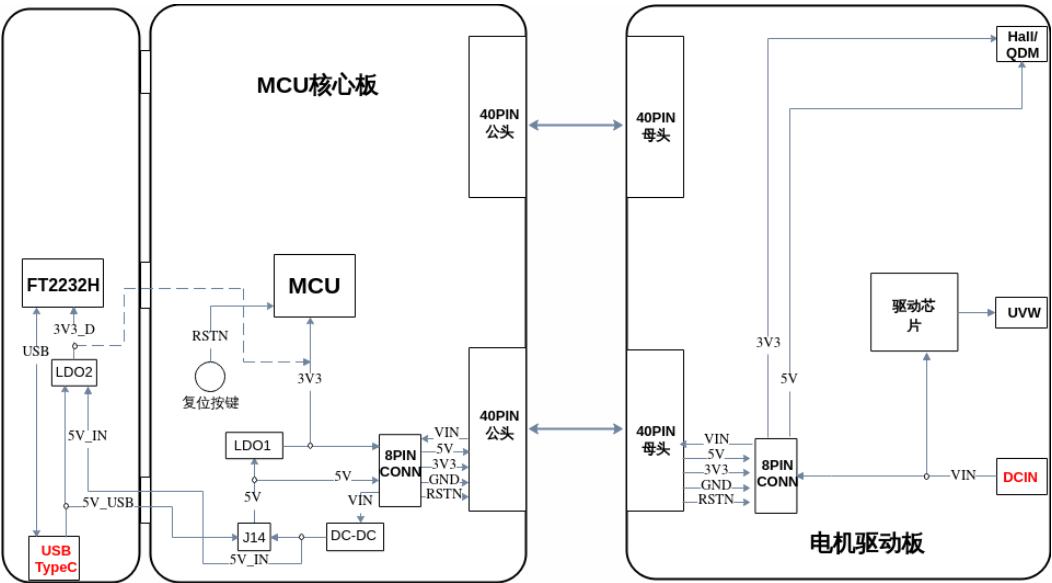 Hall/
QDM
MCU核心板
40PIN
公头
40PIN
母头
FT2232H
MCU
驱动芯
片
UVW
3V3_D
RSTN
USB
LDO2
3V3
3V3
5V
复位按键
40PIN
公头
40PIN
母头
5V_IN
LDO1
8PIN
CONN
VIN
5V
3V3
GND
RSTN
VIN
5V
3V3
GND
RSTN
8PIN
CONN
VIN
DCIN
5V
5V
VIN
5V_USB
J14
DC-DC
5V_IN
USB
TypeC
电机驱动板